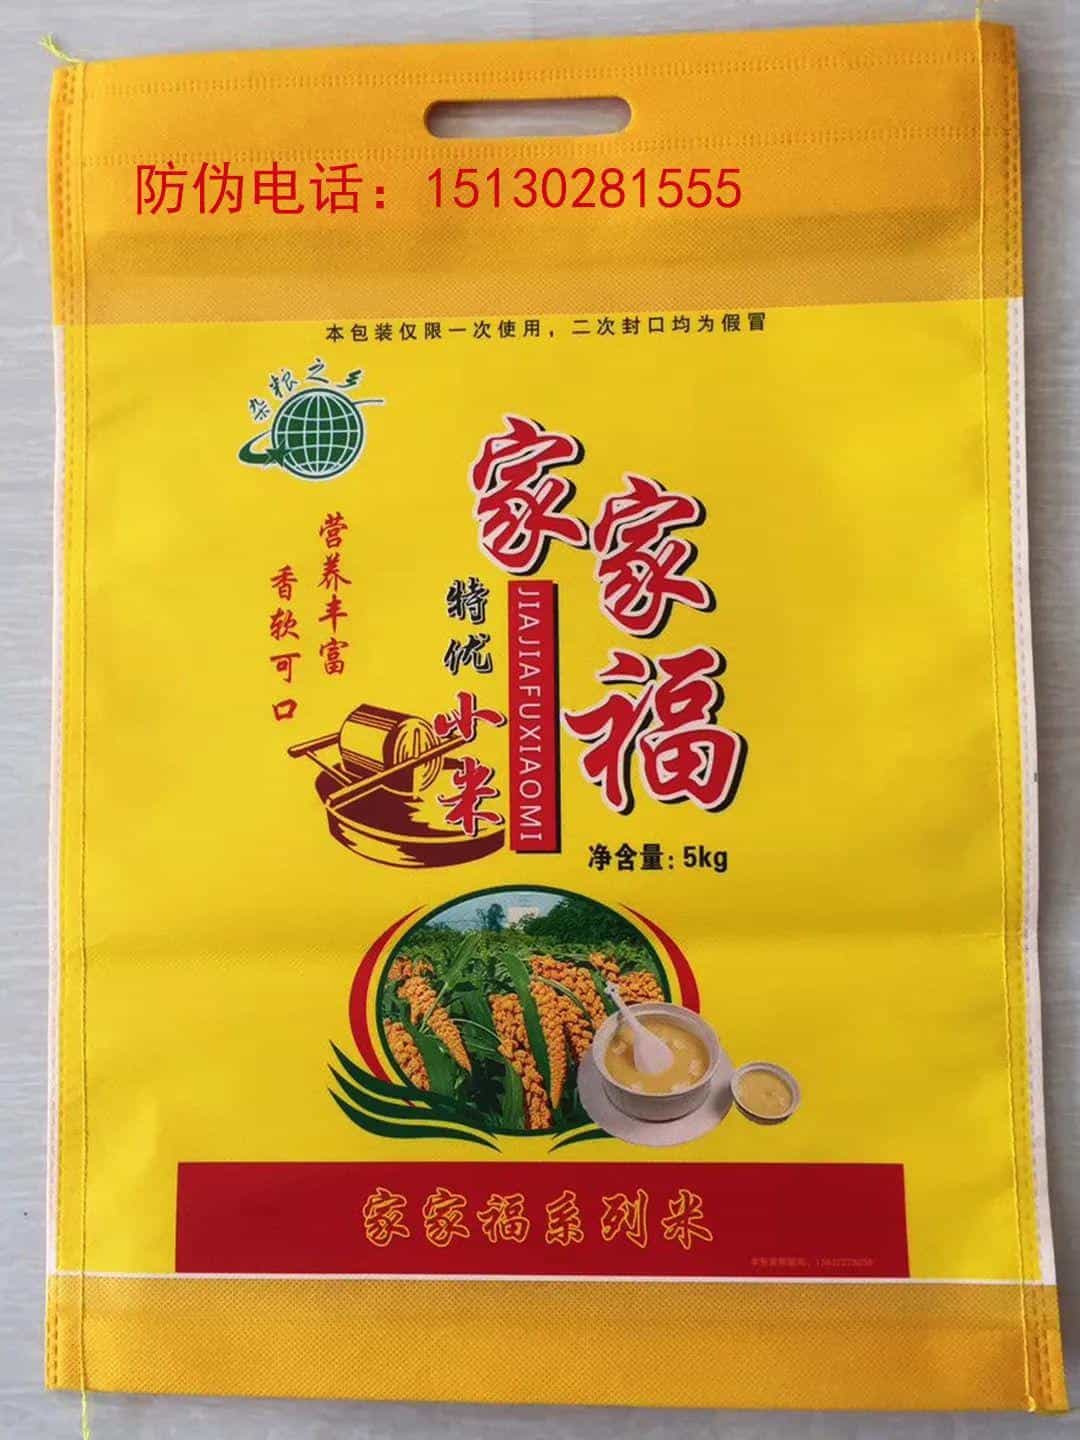 防伪电话：15130281555
本包装仅限一次使用，二次封口均为假冒
杂粮之乡
家家福
营养丰富
香软可口
特优小米
JIAJIAFUXIAOMI
净含量：5kg
家家福系列米